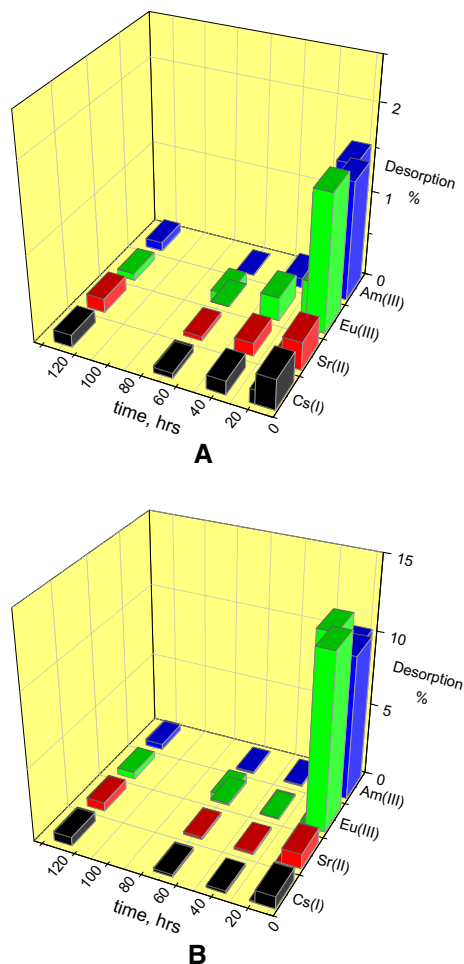 2
Desorption
%
1
0
Am(III)
Eu(III)
Sr(II)
Cs(I)
120
100
80
60
40
20
0
time, hrs
A
15
10
Desorption
%
5
0
Am(III)
Eu(III)
Sr(II)
Cs(I)
120
100
80
60
40
20
0
time, hrs
B